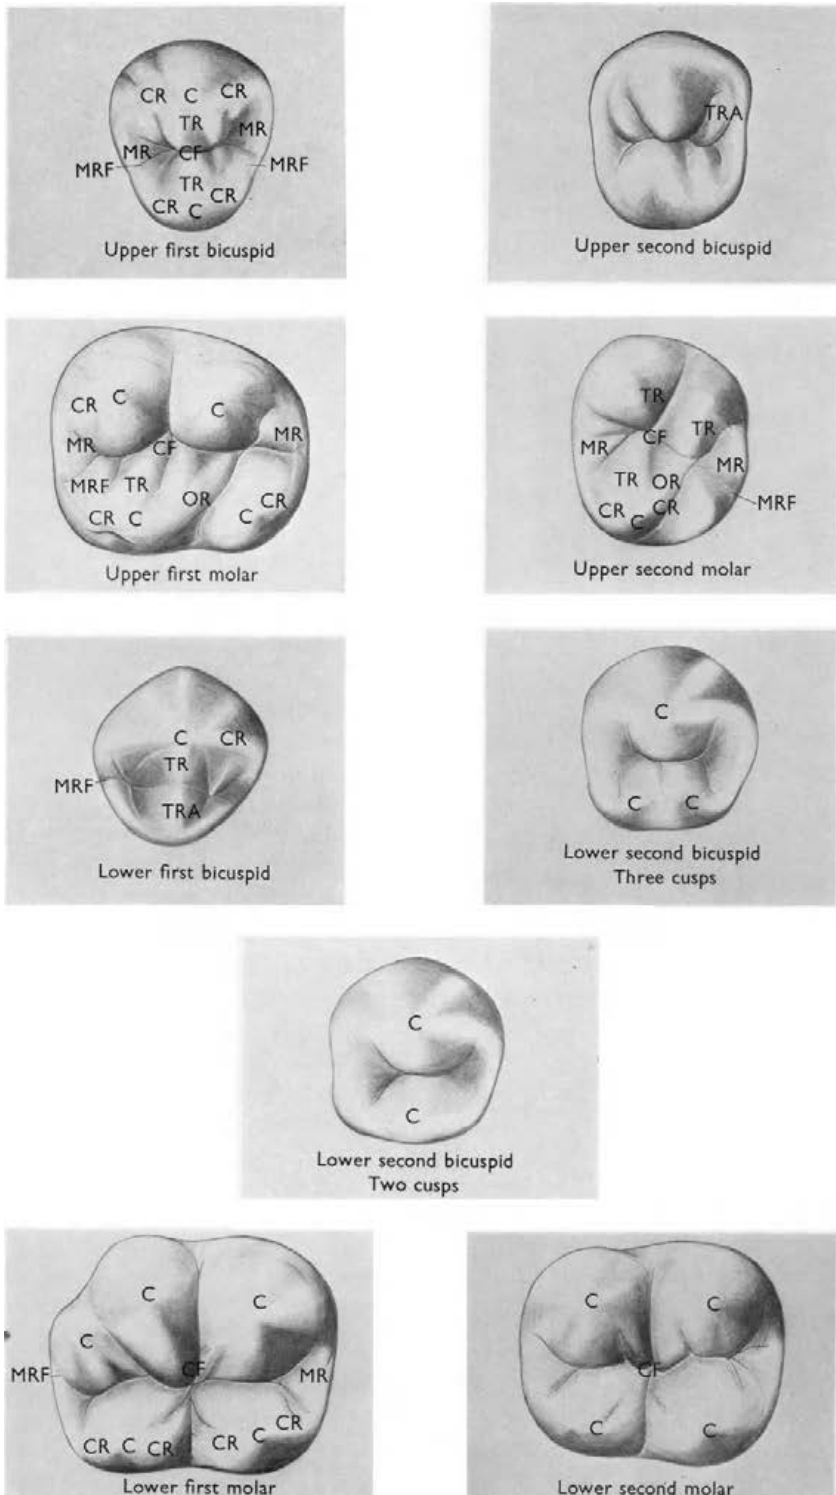 CR C CR
TR
MR
MR CF
MRF MRF
TR
CR CR
C
Upper first bicuspid
TRA
Upper second bicuspid
C
CR C
MR MR
CF
MRF TR
OR
CR
CR C C
Upper first molar
TR
TR
CF
MR MR
TR OR
MRF
CR CR
C
Upper second molar
C CR
TR
MRF
TRA
Lower first bicuspid
C
C C
Lower second bicuspid
Three cusps
C
C
Lower second bicuspid
Two cusps
C C
C
CF
MRF MR
CR
CR C CR CR C
Lower first molar
C C
CF
C C
Lower second molar